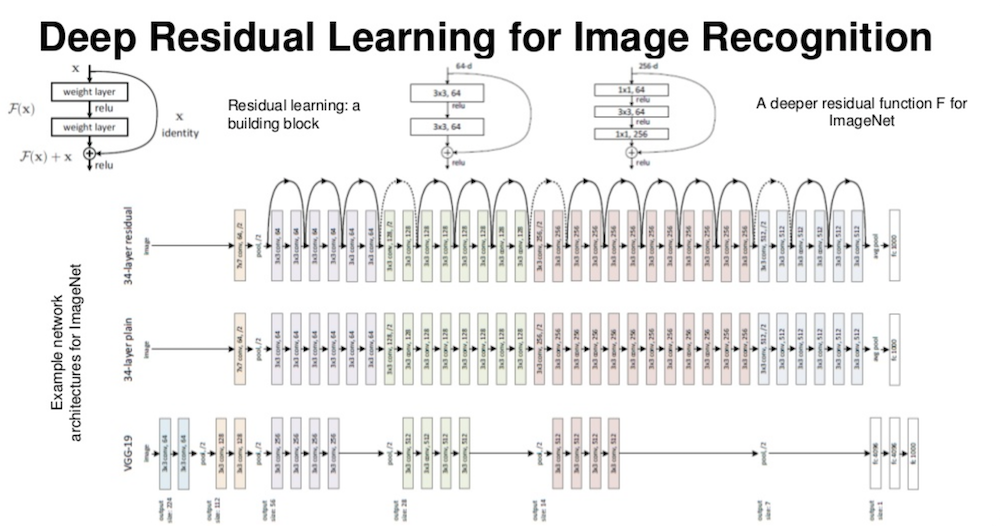 Deep Residual Learning for Image Recognition
x
weight layer
F(x)
relu
weight layer
x
identity
F(x) + x
relu
Residual learning: a
building block
64-d
3x3, 64
relu
3x3, 64
relu
256-d
1x1, 64
relu
3x3, 64
relu
1x1, 256
relu
A deeper residual function F for
ImageNet
Example network
architectures for ImageNet
34-layer residual
image
7x7 conv, 64, /2
pool, /2
3x3 conv, 64
3x3 conv, 64
3x3 conv, 64
3x3 conv, 64
3x3 conv, 64
3x3 conv, 64
3x3 conv, 128, /2
3x3 conv, 128
3x3 conv, 128
3x3 conv, 128
3x3 conv, 128
3x3 conv, 128
3x3 conv, 128
3x3 conv, 128
3x3 conv, 256, /2
3x3 conv, 256
3x3 conv, 256
3x3 conv, 256
3x3 conv, 256
3x3 conv, 256
3x3 conv, 256
3x3 conv, 256
3x3 conv, 256
3x3 conv, 256
3x3 conv, 256
3x3 conv, 256
3x3 conv, 512, /2
3x3 conv, 512
3x3 conv, 512
3x3 conv, 512
3x3 conv, 512
3x3 conv, 512
avg pool
fc 1000
34-layer plain
image
7x7 conv, 64, /2
pool, /2
3x3 conv, 64
3x3 conv, 64
3x3 conv, 64
3x3 conv, 64
3x3 conv, 64
3x3 conv, 64
3x3 conv, 128, /2
3x3 conv, 128
3x3 conv, 128
3x3 conv, 128
3x3 conv, 128
3x3 conv, 128
3x3 conv, 128
3x3 conv, 128
3x3 conv, 256, /2
3x3 conv, 256
3x3 conv, 256
3x3 conv, 256
3x3 conv, 256
3x3 conv, 256
3x3 conv, 256
3x3 conv, 256
3x3 conv, 256
3x3 conv, 256
3x3 conv, 256
3x3 conv, 256
3x3 conv, 512, /2
3x3 conv, 512
3x3 conv, 512
3x3 conv, 512
3x3 conv, 512
3x3 conv, 512
avg pool
fc 1000
VGG-19
image
3x3 conv, 64
3x3 conv, 64
pool, /2
3x3 conv, 128
3x3 conv, 128
pool, /2
3x3 conv, 256
3x3 conv, 256
3x3 conv, 256
3x3 conv, 256
pool, /2
3x3 conv, 512
3x3 conv, 512
3x3 conv, 512
3x3 conv, 512
pool, /2
3x3 conv, 512
3x3 conv, 512
3x3 conv, 512
3x3 conv, 512
pool, /2
fc 4096
fc 4096
fc 1000
output
size: 224
output
size: 112
output
size: 56
output
size: 28
output
size: 14
output
size: 7
output
size: 1